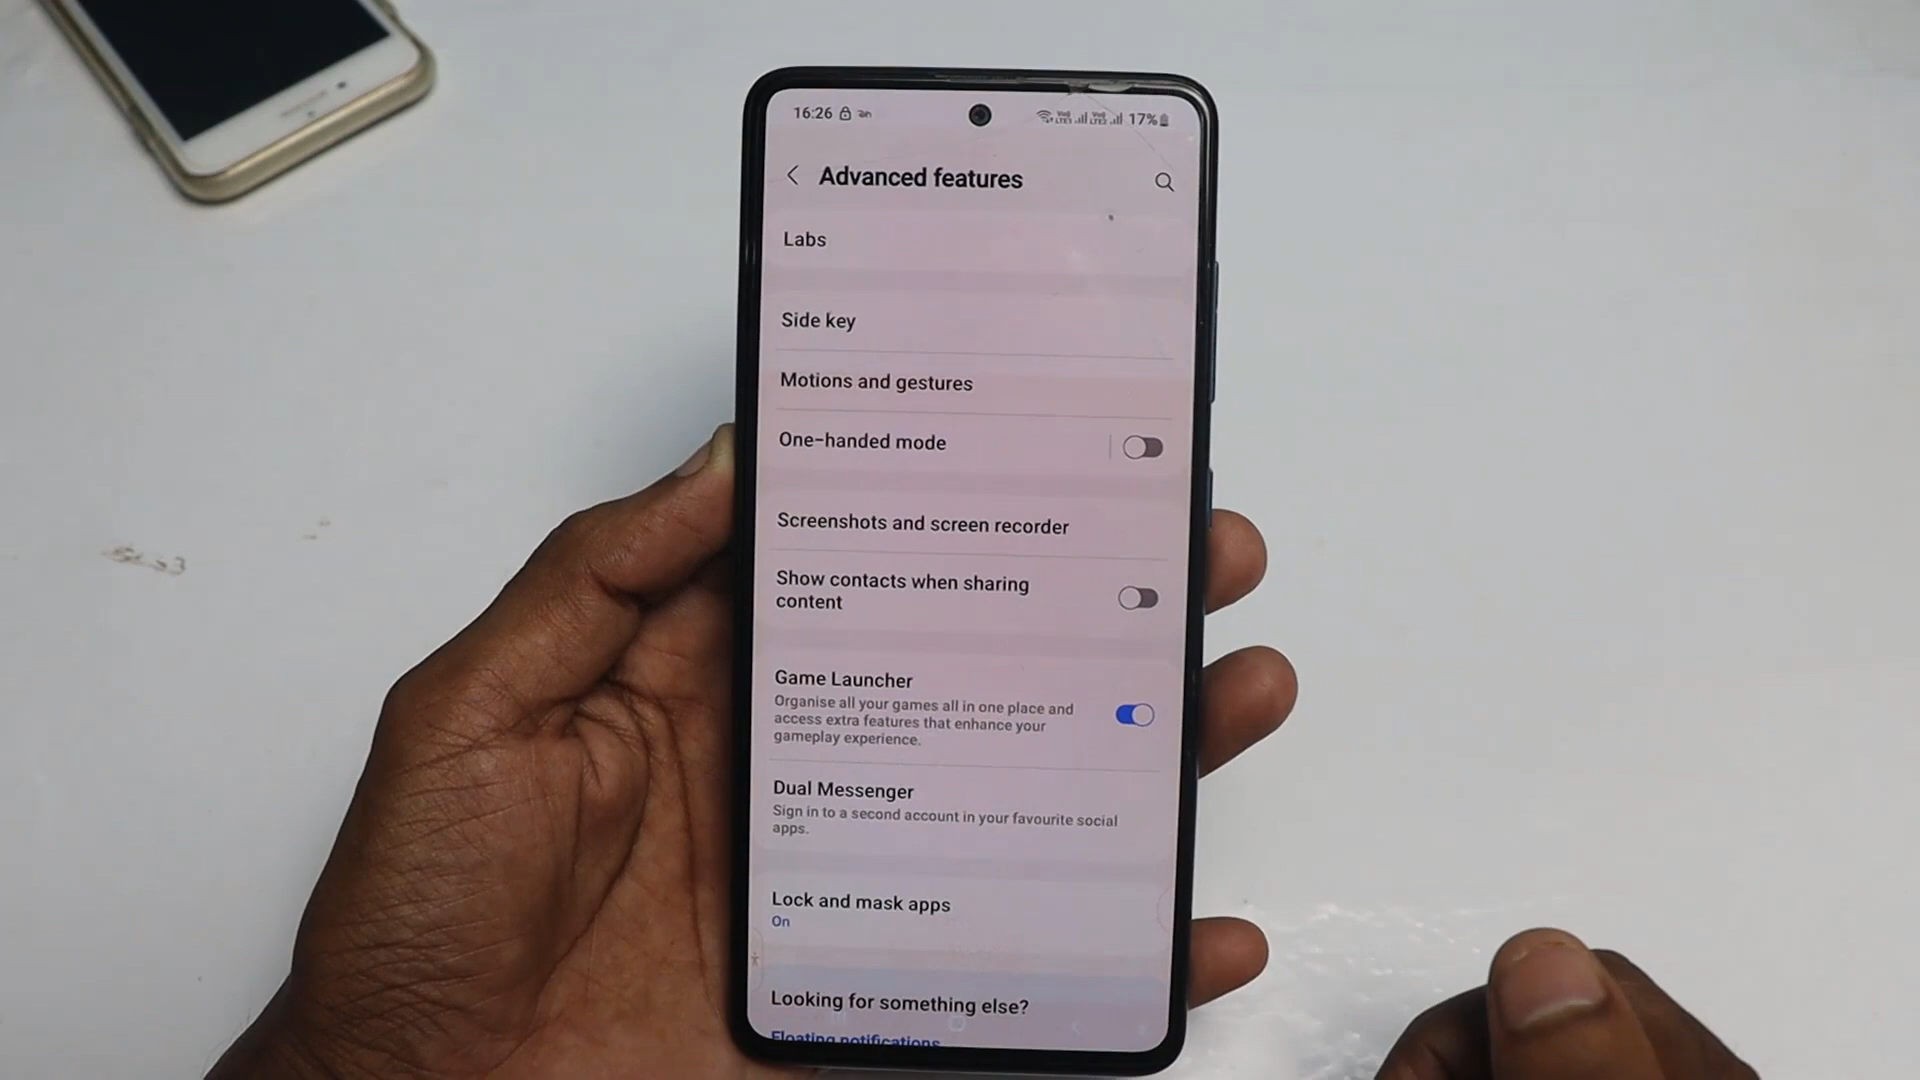 16:26 17%
Advanced features
Labs
Side key
Motions and gestures
One-handed mode
Screenshots and screen recorder
Show contacts when sharing
content
Game Launcher
Organise all your games all in one place and
access extra features that enhance your
gameplay experience.
Dual Messenger
Sign in to a second account in your favourite social
apps.
Lock and mask apps
On
Looking for something else?
Floating notifications